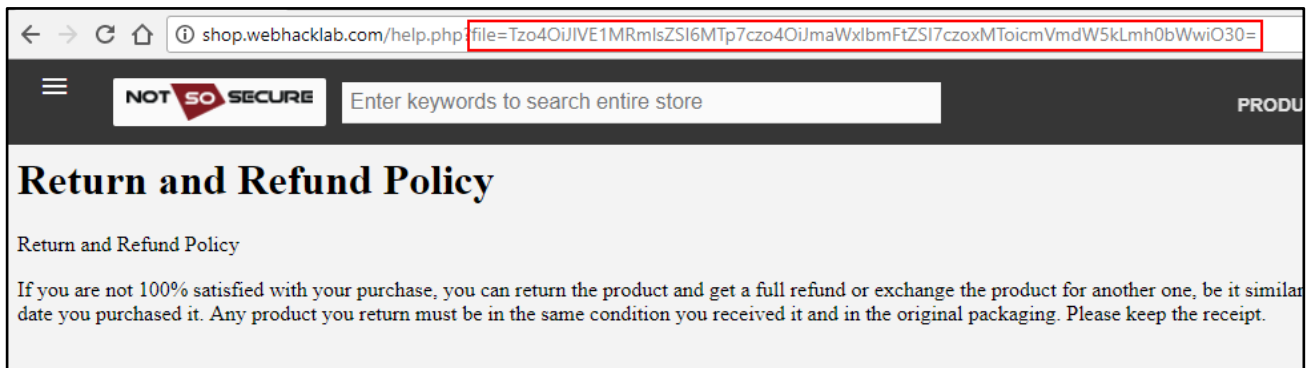 shop.webhacklab.com/help.php?file=Tzo4OiJIVE1MRmlsZSI6MTp7czo4OiJmaWxlbmFtZSI7czoxMToicmVmdW5kLmh0bWwiO30=
NOT SO SECURE Enter keywords to search entire store PRODU
Return and Refund Policy
Return and Refund Policy
If you are not 100% satisfied with your purchase, you can return the product and get a full refund or exchange the product for another one, be it similar
date you purchased it. Any product you return must be in the same condition you received it and in the original packaging. Please keep the receipt.